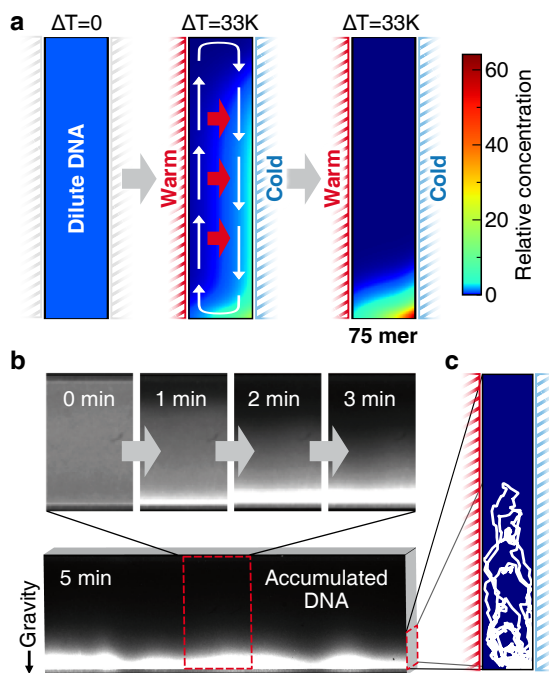 a
ΔT=0
ΔT=33K
ΔT=33K
Dilute DNA
Warm
Cold
Warm
Cold
75 mer
60
40
20
0
Relative concentration
b
0 min
1 min
2 min
3 min
5 min
Accumulated
DNA
Gravity
c